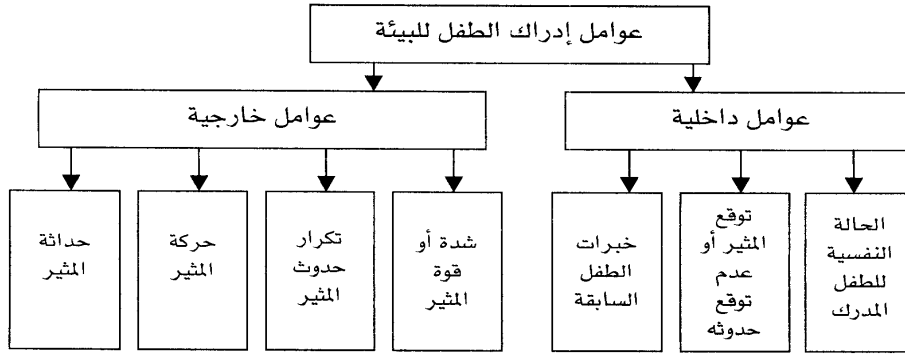 عوامل إدراك الطفل للبيئة
عوامل داخلية
عوامل خارجية
الحالة
النفسية
للطفل
المدرك
توقع
المثير أو
عدم
توقع
حدوثه
خبرات
الطفل
السابقة
شدة أو
قوة
المثير
تكرار
حدوث
المثير
حركة
المثير
حداثة
المثير